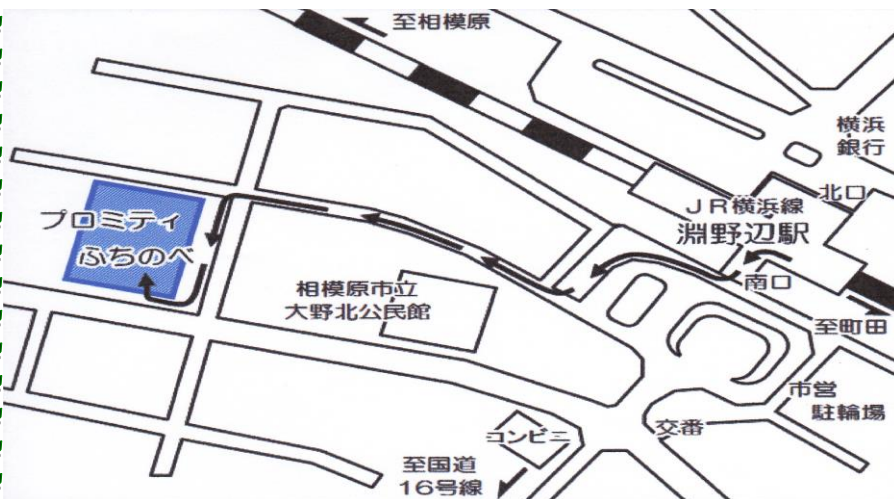 至相模原
横浜
銀行
北口
JR横浜線
淵野辺駅
南口
至町田
プロミティ
ふちのべ
相模原市立
大野北公民館
市営
駐輪場
交番
コンビニ
至国道
16号線